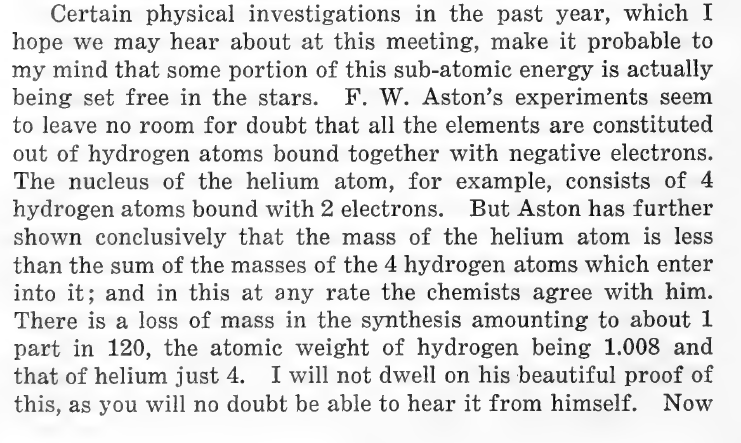 Certain physical investigations in the past year, which I
hope we may hear about at this meeting, make it probable to
my mind that some portion of this sub-atomic energy is actually
being set free in the stars. F. W. Aston's experiments seem
to leave no room for doubt that all the elements are constituted
out of hydrogen atoms bound together with negative electrons.
The nucleus of the helium atom, for example, consists of 4
hydrogen atoms bound with 2 electrons. But Aston has further
shown conclusively that the mass of the helium atom is less
than the sum of the masses of the 4 hydrogen atoms which enter
into it; and in this at any rate the chemists agree with him.
There is a loss of mass in the synthesis amounting to about 1
part in 120, the atomic weight of hydrogen being 1.008 and
that of helium just 4. I will not dwell on his beautiful proof of
this, as you will no doubt be able to hear it from himself. Now